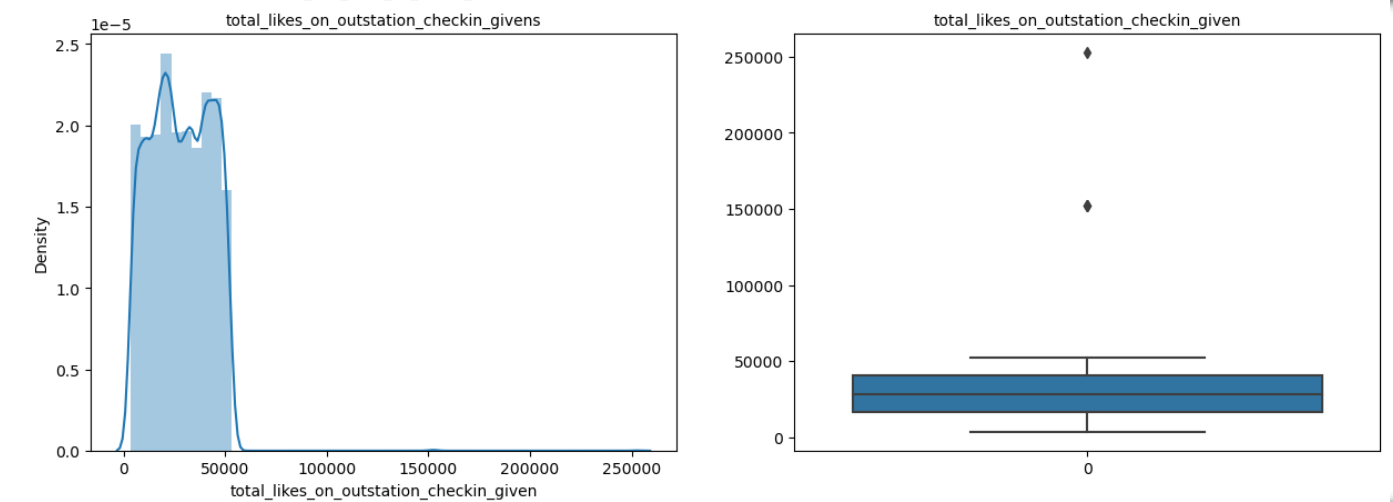 total_likes_on_outstation_checkin_givens
1e−5
2.5
2.0
1.5
1.0
0.5
0.0
Density
0 50000 100000 150000 200000 250000
total_likes_on_outstation_checkin_given
total_likes_on_outstation_checkin_given
250000
200000
150000
100000
50000
0
0